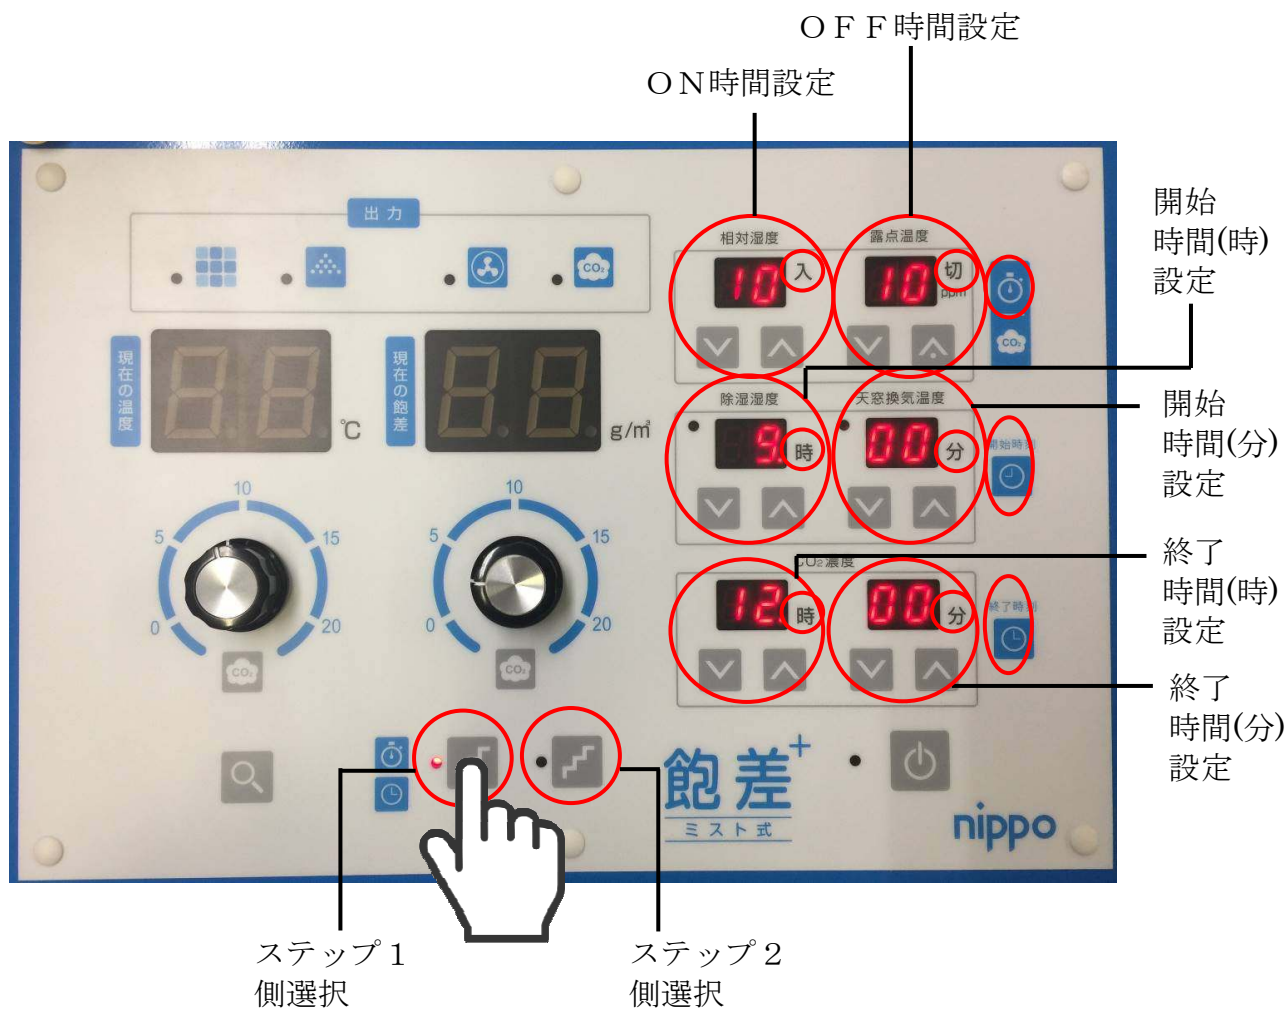 ＯＦＦ時間設定
ＯＮ時間設定
開始
時間(時)
設定
出力
相対湿度
露点温度
10 入
10 切
ppm
CO₂
CO₂
現在の温度
℃
現在の飽差
g/㎥
除湿湿度
天窓換気温度
9. 時
00 分
開始時刻
開始
時間(分)
設定
0 5 10 15 20
0 5 10 15 20
CO₂
CO₂
CO₂濃度
12 時
00 分
終了時刻
終了
時間(時)
設定
終了
時間(分)
設定
飽差+
ミスト式
nippo
ステップ１
側選択
ステップ２
側選択